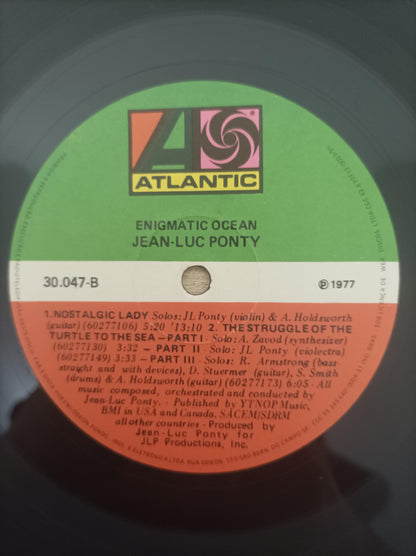 ATLANTIC
ENIGMATIC OCEAN
JEAN-LUC PONTY
30.047-B
℗ 1977
1.NOSTALGIC LADY Solos: JL Ponty (violin) & A. Holdsworth
(guitar) (60277106) 5:20 '13:10 2. THE STRUGGLE OF THE
TURTLE TO THE SEA - PART I - Solo: A. Zavod (synthesizer)
(60277130) 3:32 - PART II - Solo: JL Ponty (violectra)
(60277149) 3:33 - PART III - Solos: R. Armstrong (bass-
straight and with devices), D. Stuermer (guitar), S. Smith
(drums) & A. Holdsworth (guitar) (60277173) 6:05 - All
music composed, orchestrated and conducted by
Jean-Luc Ponty. - Published by YTNOP Music,
BMI in USA and Canada. SACEM/SDRM
all other countries - Produced by
Jean-Luc Ponty for
JLP Productions, Inc.